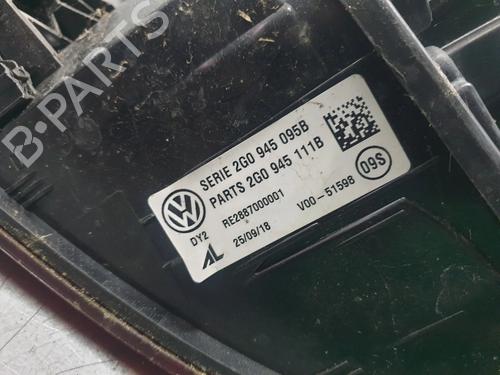 B-PARTS
SERIE 2G0 945 095B
PARTS 2G0 945 111B
RE2887000001
V00-51598
09S
DY2
AL
25/09/18